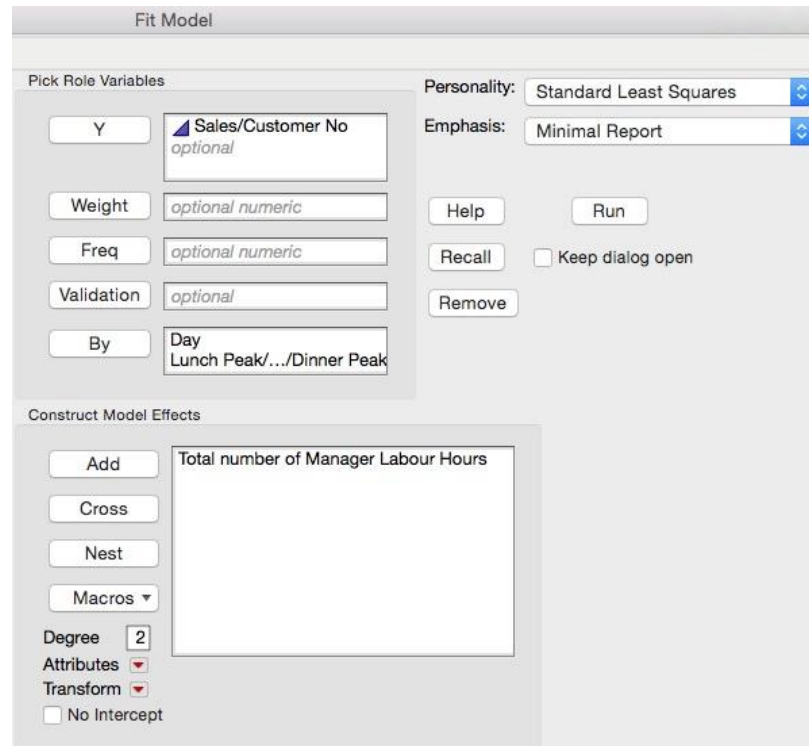 Fit Model
Pick Role Variables
Y
Sales/Customer No
optional
Weight
optional numeric
Freq
optional numeric
Validation
optional
By
Day
Lunch Peak/.../Dinner Peak
Personality:
Standard Least Squares
Emphasis:
Minimal Report
Help
Run
Recall
Keep dialog open
Remove
Construct Model Effects
Add
Total number of Manager Labour Hours
Cross
Nest
Macros
Degree
2
Attributes
Transform
No Intercept